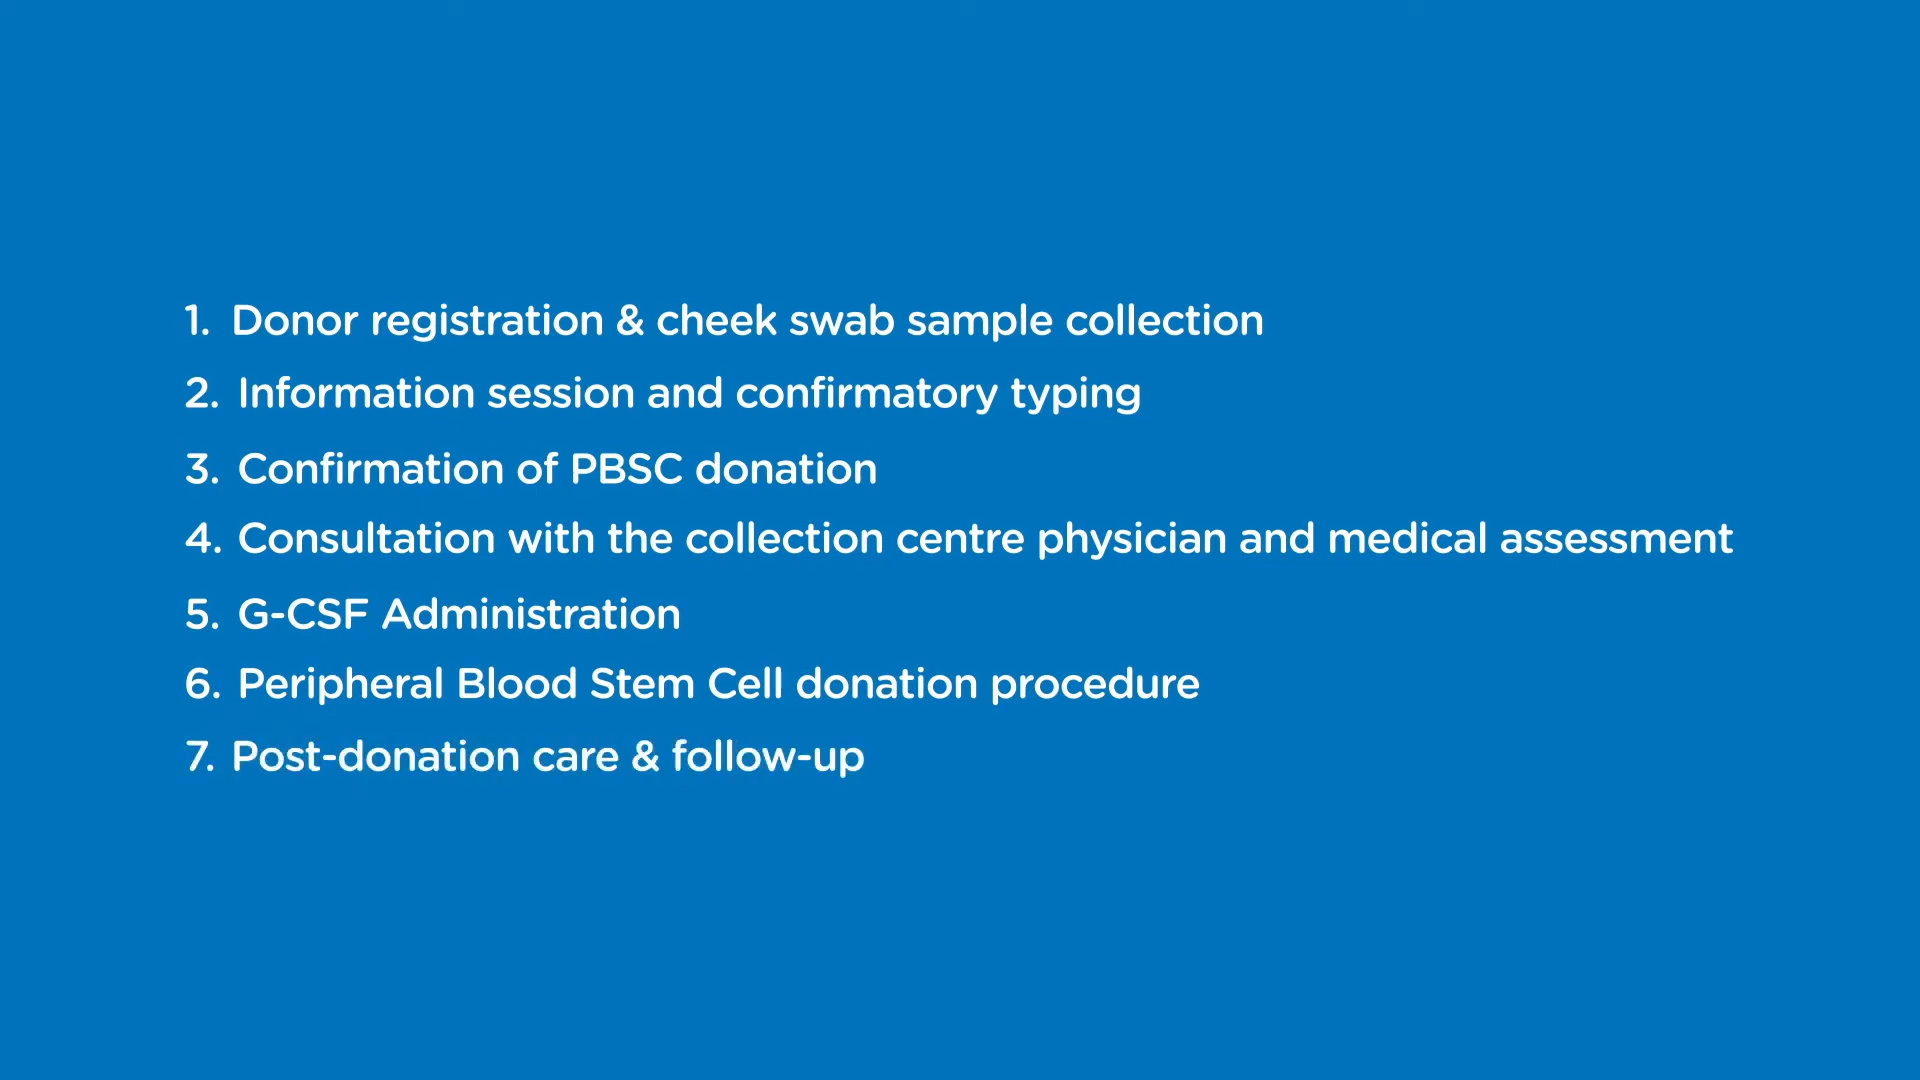 1. Donor registration & cheek swab sample collection
2. Information session and confirmatory typing
3. Confirmation of PBSC donation
4. Consultation with the collection centre physician and medical assessment
5. G-CSF Administration
6. Peripheral Blood Stem Cell donation procedure
7. Post-donation care & follow-up